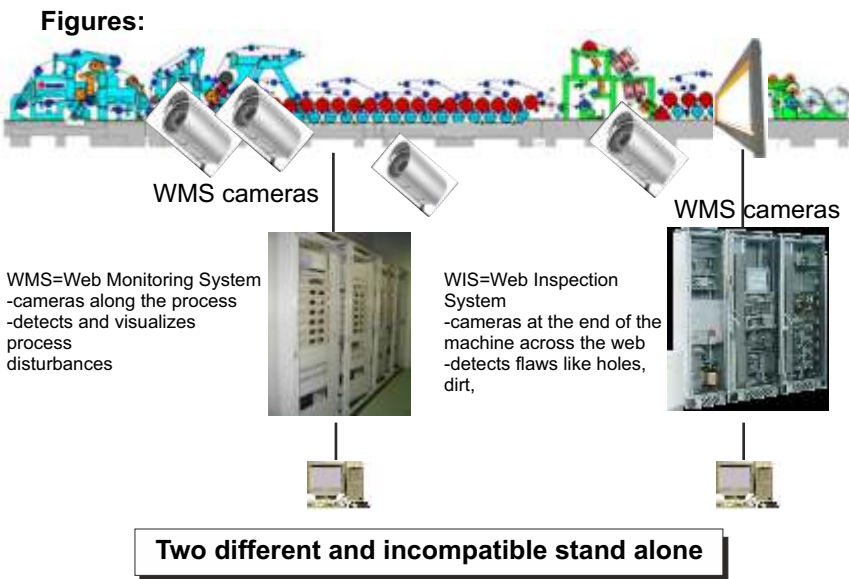 Figures:
WMS cameras
WMS cameras
WMS=Web Monitoring System
-cameras along the process
-detects and visualizes
process
disturbances
WIS=Web Inspection
System
-cameras at the end of the
machine across the web
-detects flaws like holes,
dirt,
Two different and incompatible stand alone